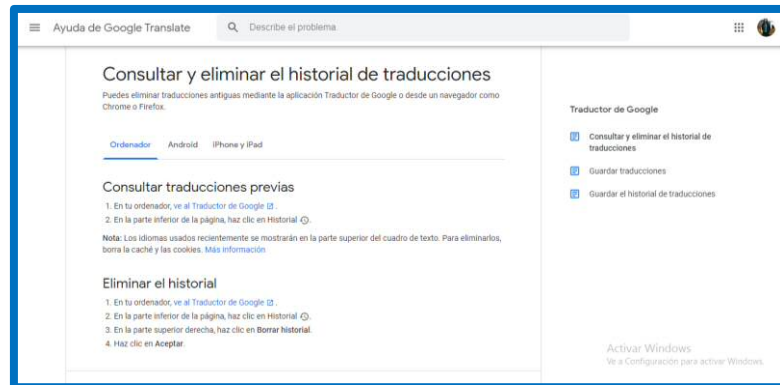 Ayuda de Google Translate
Describe el problema.
Consultar y eliminar el historial de traducciones
Puedes eliminar traducciones antiguas mediante la aplicación Traductor de Google o desde un navegador como
Chrome o Firefox.
Ordenador Android iPhone y iPad
Consultar traducciones previas
1. En tu ordenador, ve al Traductor de Google.
2. En la parte inferior de la página, haz clic en Historial.
Nota: Los idiomas usados recientemente se mostrarán en la parte superior del cuadro de texto. Para eliminarlos,
borra la caché y las cookies. Más información
Eliminar el historial
1. En tu ordenador, ve al Traductor de Google.
2. En la parte inferior de la página, haz clic en Historial.
3. En la parte superior derecha, haz clic en Borrar historial.
4. Haz clic en Aceptar.
Traductor de Google
Consultar y eliminar el historial de
traducciones
Guardar traducciones
Guardar el historial de traducciones
Activar Windows
Ve a Configuración para activar Windows.